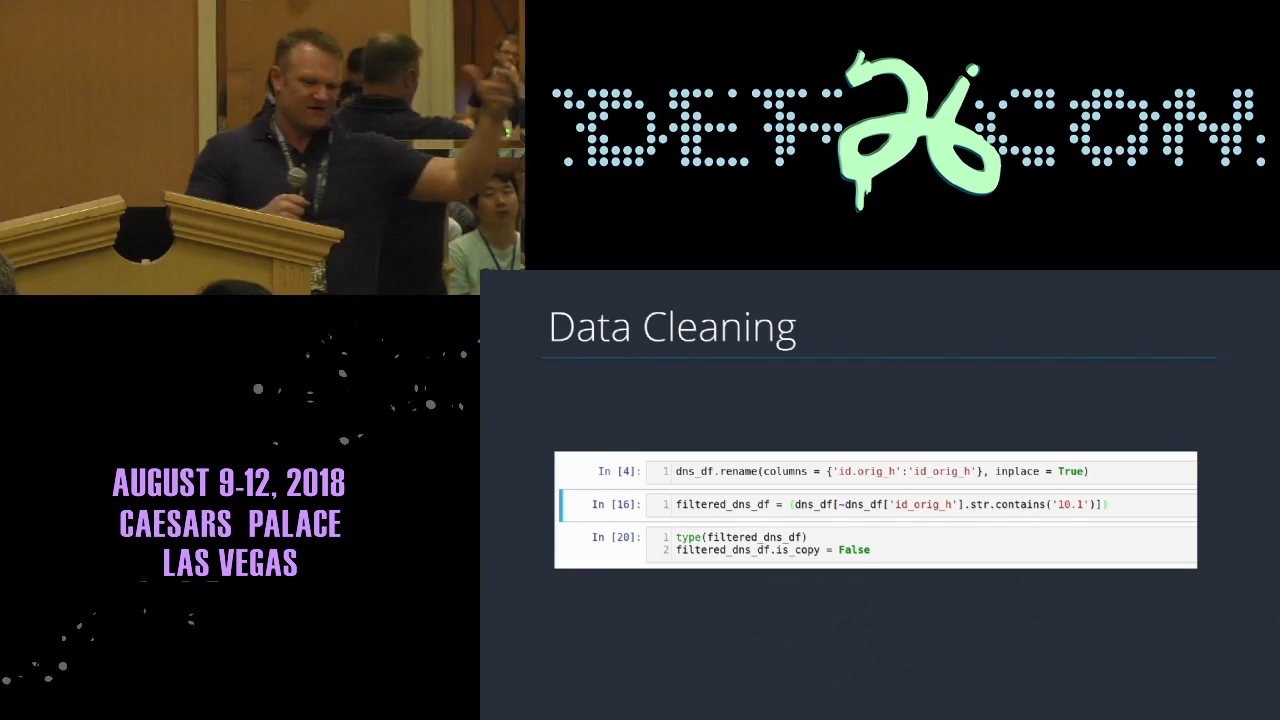 DEF 26 CON
Data Cleaning
In [4]: 1 dns_df.rename(columns = {'id.orig_h':'id_orig_h'}, inplace = True)
In [16]: 1 filtered_dns_df = (dns_df[~dns_df['id_orig_h'].str.contains('10.1')])
In [20]: 1 type(filtered_dns_df)
2 filtered_dns_df.is_copy = False
AUGUST 9-12, 2018
CAESARS PALACE
LAS VEGAS